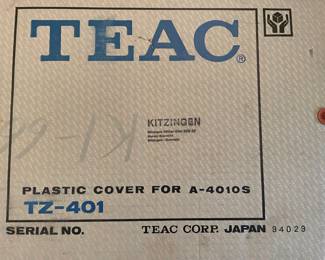 TEAC®
KITZINGEN
PLASTIC COVER FOR A-4010S
TZ-401
SERIAL NO.
TEAC CORP. JAPAN 94029